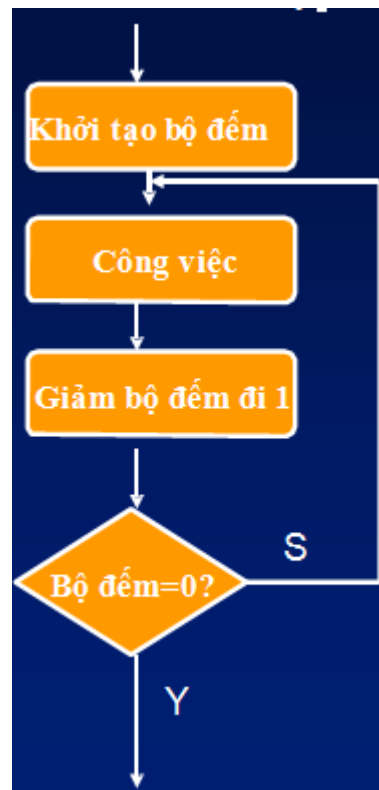 Khởi tạo bộ đếm
Công việc
Giảm bộ đếm đi 1
Bộ đếm=0?
S
Y